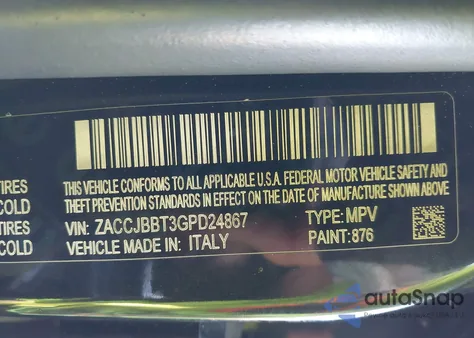 THIS VEHICLE CONFORMS TO ALL APPLICABLE U.S.A. FEDERAL MOTOR VEHICLE SAFETY AND
TIRES THEFT PREVENTION STANDARDS IN EFFECT ON THE DATE OF MANUFACTURE SHOWN ABOVE.
COLD VIN: ZACCJBBT3GPD24867 TYPE: MPV
COLD VEHICLE MADE IN: ITALY PAINT: 876
autoSnap